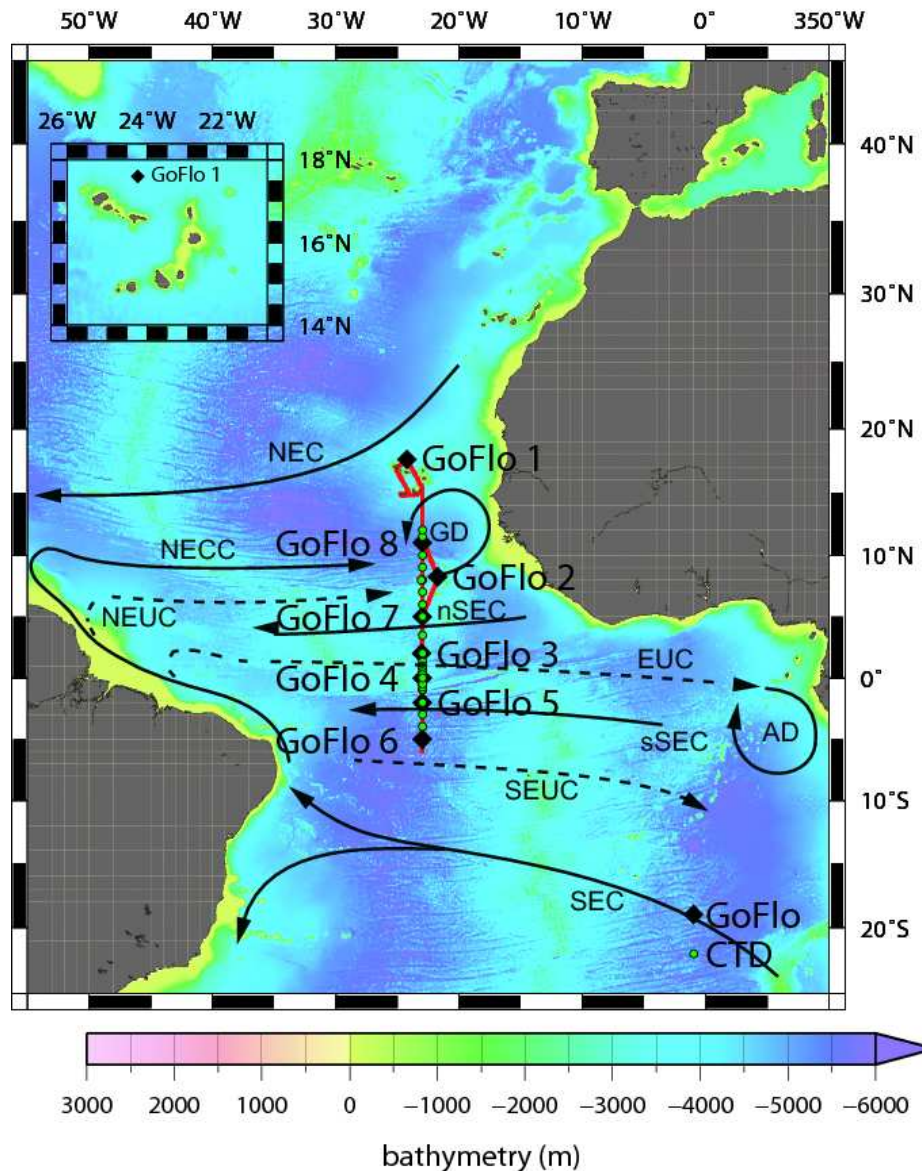 50˚W 40˚W 30˚W 20˚W 10˚W 0˚ 350˚W
26˚W 24˚W 22˚W
GoFlo 1
18˚N
16˚N
14˚N
40˚N
30˚N
20˚N
10˚N
0˚
10˚S
20˚S
NEC
GoFlo 1
GoFlo 8
GD
NECC
GoFlo 2
NEUC
GoFlo 7
nSEC
GoFlo 3
EUC
GoFlo 4
GoFlo 5
sSEC
AD
GoFlo 6
SEUC
SEC
GoFlo
CTD
3000 2000 1000 0 −1000 −2000 −3000 −4000 −5000 −6000
bathymetry (m)